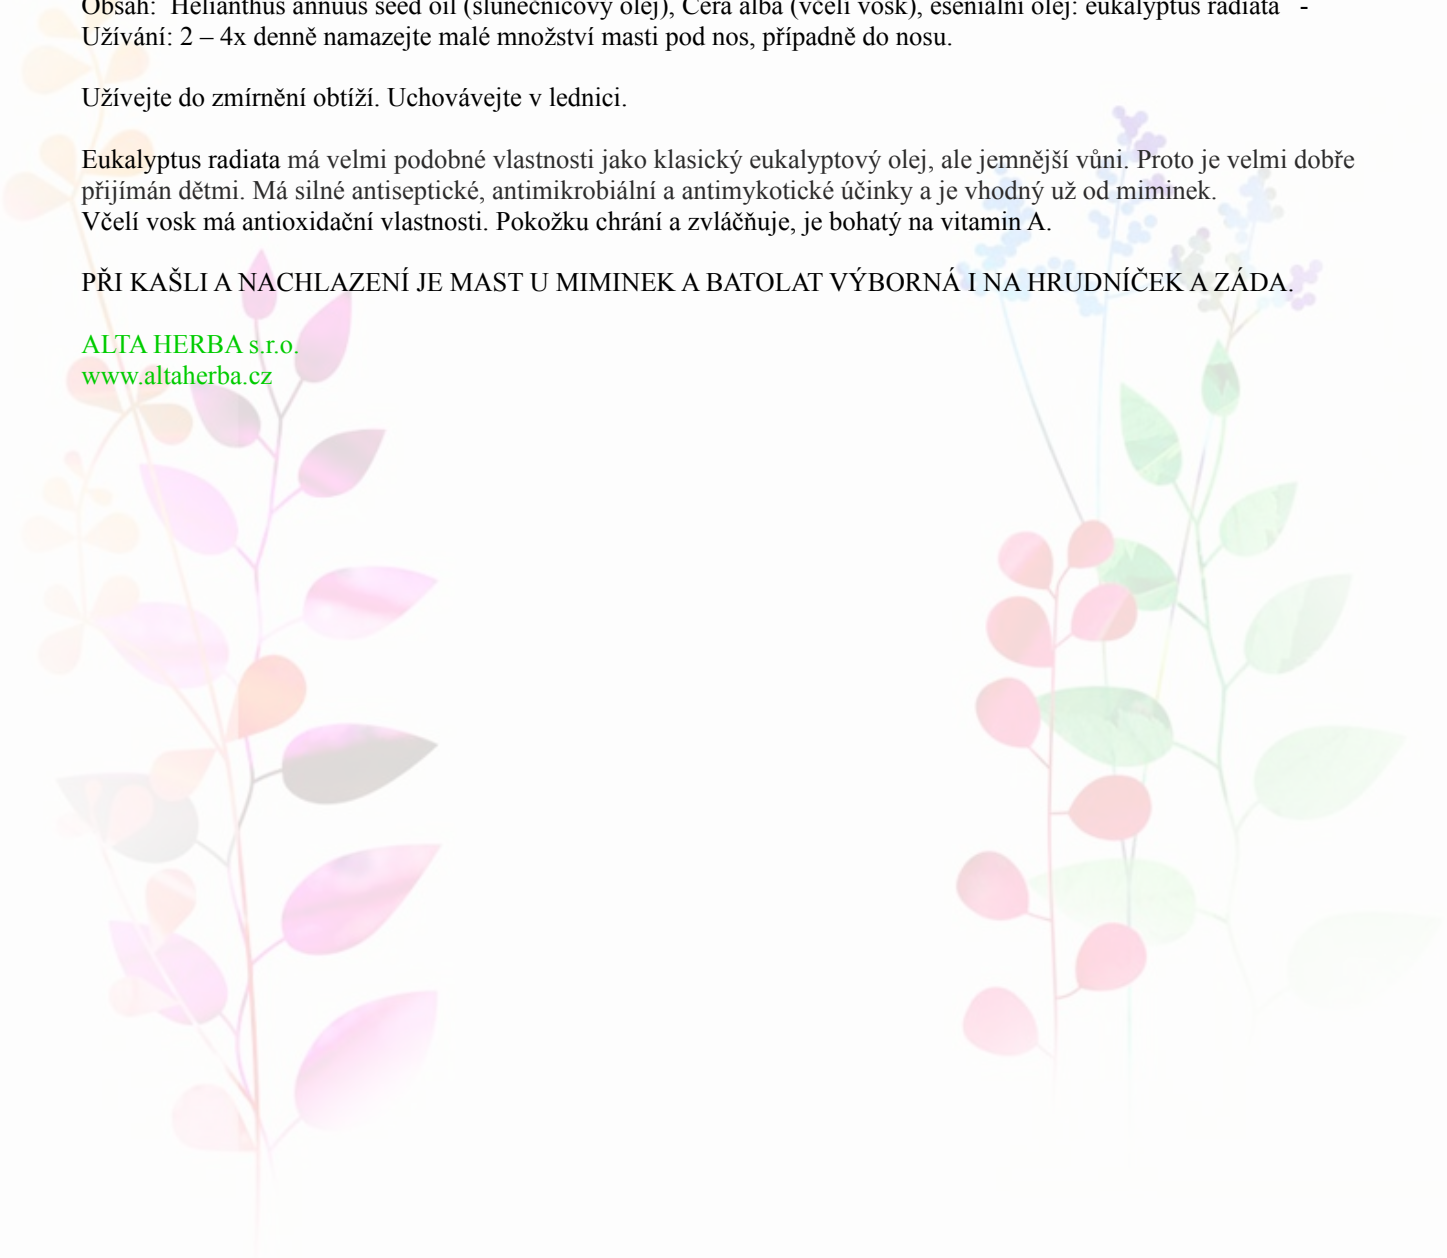 Obsah:  Helianthus annuus seed oil (slunečnicový olej), Cera alba (včelí vosk), eseniální olej: eukalyptus radiata   -
Užívání: 2 – 4x denně namazejte malé množství masti pod nos, případně do nosu.
Užívejte do zmírnění obtíží. Uchovávejte v lednici.
Eukalyptus radiata má velmi podobné vlastnosti jako klasický eukalyptový olej, ale jemnější vůni. Proto je velmi dobře
přijímán dětmi. Má silné antiseptické, antimikrobiální a antimykotické účinky a je vhodný už od miminek.
Včelí vosk má antioxidační vlastnosti. Pokožku chrání a zvláčňuje, je bohatý na vitamin A.
PŘI KAŠLI A NACHLAZENÍ JE MAST U MIMINEK A BATOLAT VÝBORNÁ I NA HRUDNÍČEK A ZÁDA.
ALTA HERBA s.r.o.
www.altaherba.cz